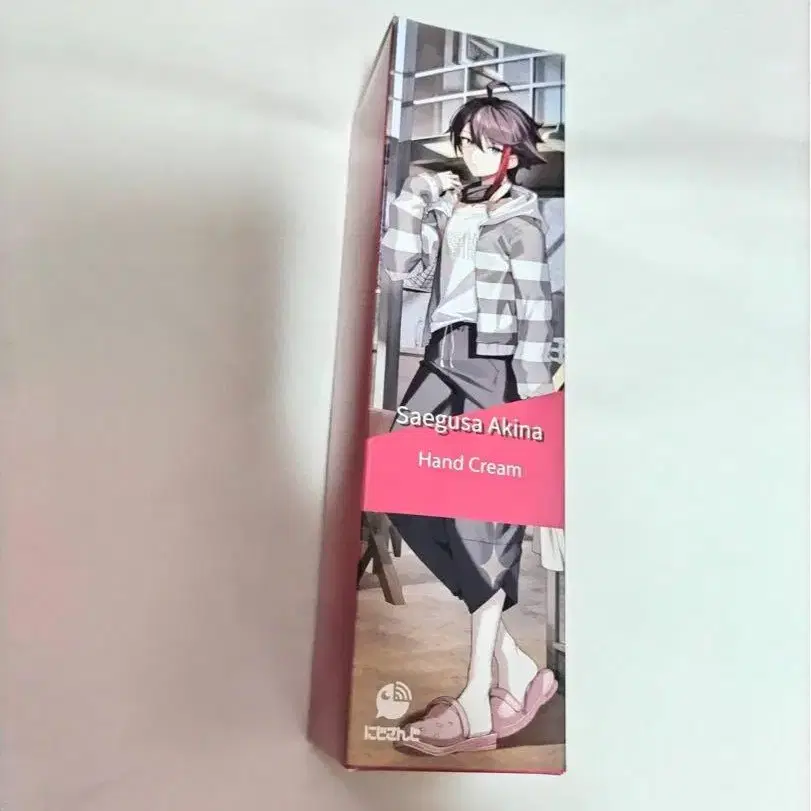 Saegusa Akina
Hand Cream
にじさんじ